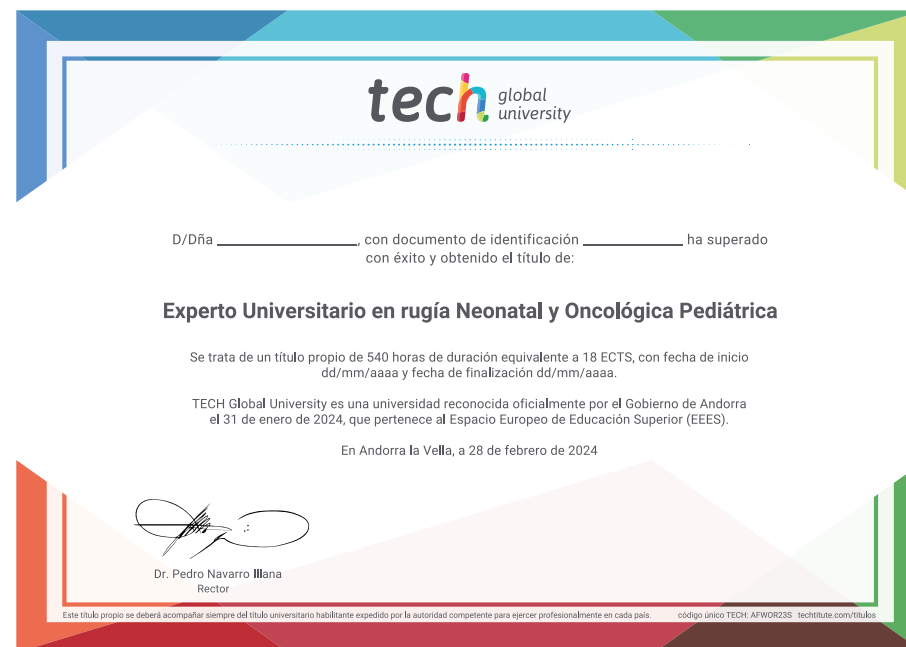 tech global
university
D/Dña ____________________, con documento de identificación ______________ ha superado
con éxito y obtenido el título de:
Experto Universitario en rugía Neonatal y Oncológica Pediátrica
Se trata de un título propio de 540 horas de duración equivalente a 18 ECTS, con fecha de inicio
dd/mm/aaaa y fecha de finalización dd/mm/aaaa.
TECH Global University es una universidad reconocida oficialmente por el Gobierno de Andorra
el 31 de enero de 2024, que pertenece al Espacio Europeo de Educación Superior (EEES).
En Andorra la Vella, a 28 de febrero de 2024
Dr. Pedro Navarro Illana
Rector
Este título propio se deberá acompañar siempre del título universitario habilitante expedido por la autoridad competente para ejercer profesionalmente en cada país. código único TECH: AFWOR23S techtitute.com/titulos